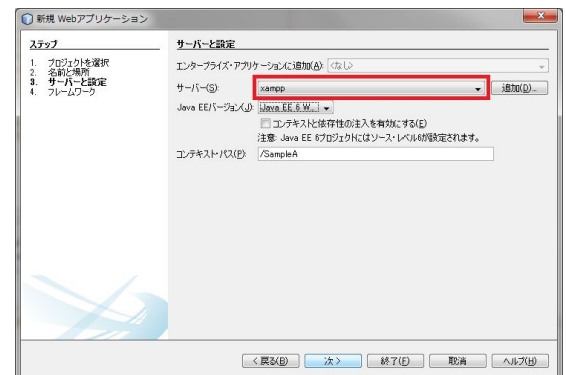 新規 Webアプリケーション
ステップ
1. プロジェクトを選択
2. 名前と場所
3. サーバーと設定
4. フレームワーク
サーバーと設定
エンタープライズ・アプリケーションに追加(A): <なし>
サーバー(S): xampp 追加(D)...
Java EEバージョン(J): Java EE 6 W...
コンテキストと依存性の注入を有効にする(E)
注意: Java EE 6プロジェクトにはソース・レベル6が設定されます。
コンテキスト・パス(P): /SampleA
< 戻る(B) 次 > 終了(F) 取消 ヘルプ(H)